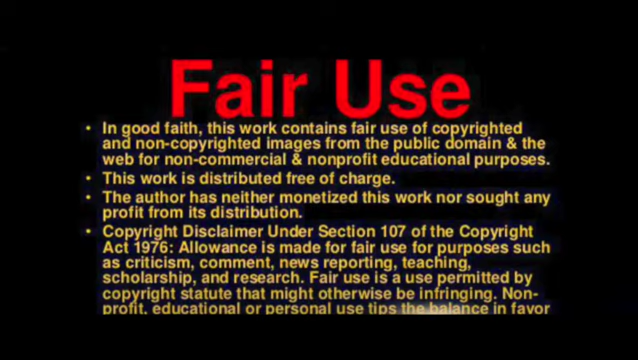 Fair Use
• In good faith, this work contains fair use of copyrighted
and non-copyrighted images from the public domain & the
web for non-commercial & nonprofit educational purposes.
• This work is distributed free of charge.
• The author has neither monetized this work nor sought any
profit from its distribution.
• Copyright Disclaimer Under Section 107 of the Copyright
Act 1976: Allowance is made for fair use for purposes such
as criticism, comment, news reporting, teaching,
scholarship, and research. Fair use is a use permitted by
copyright statute that might otherwise be infringing. Non-
profit, educational or personal use tips the balance in favor